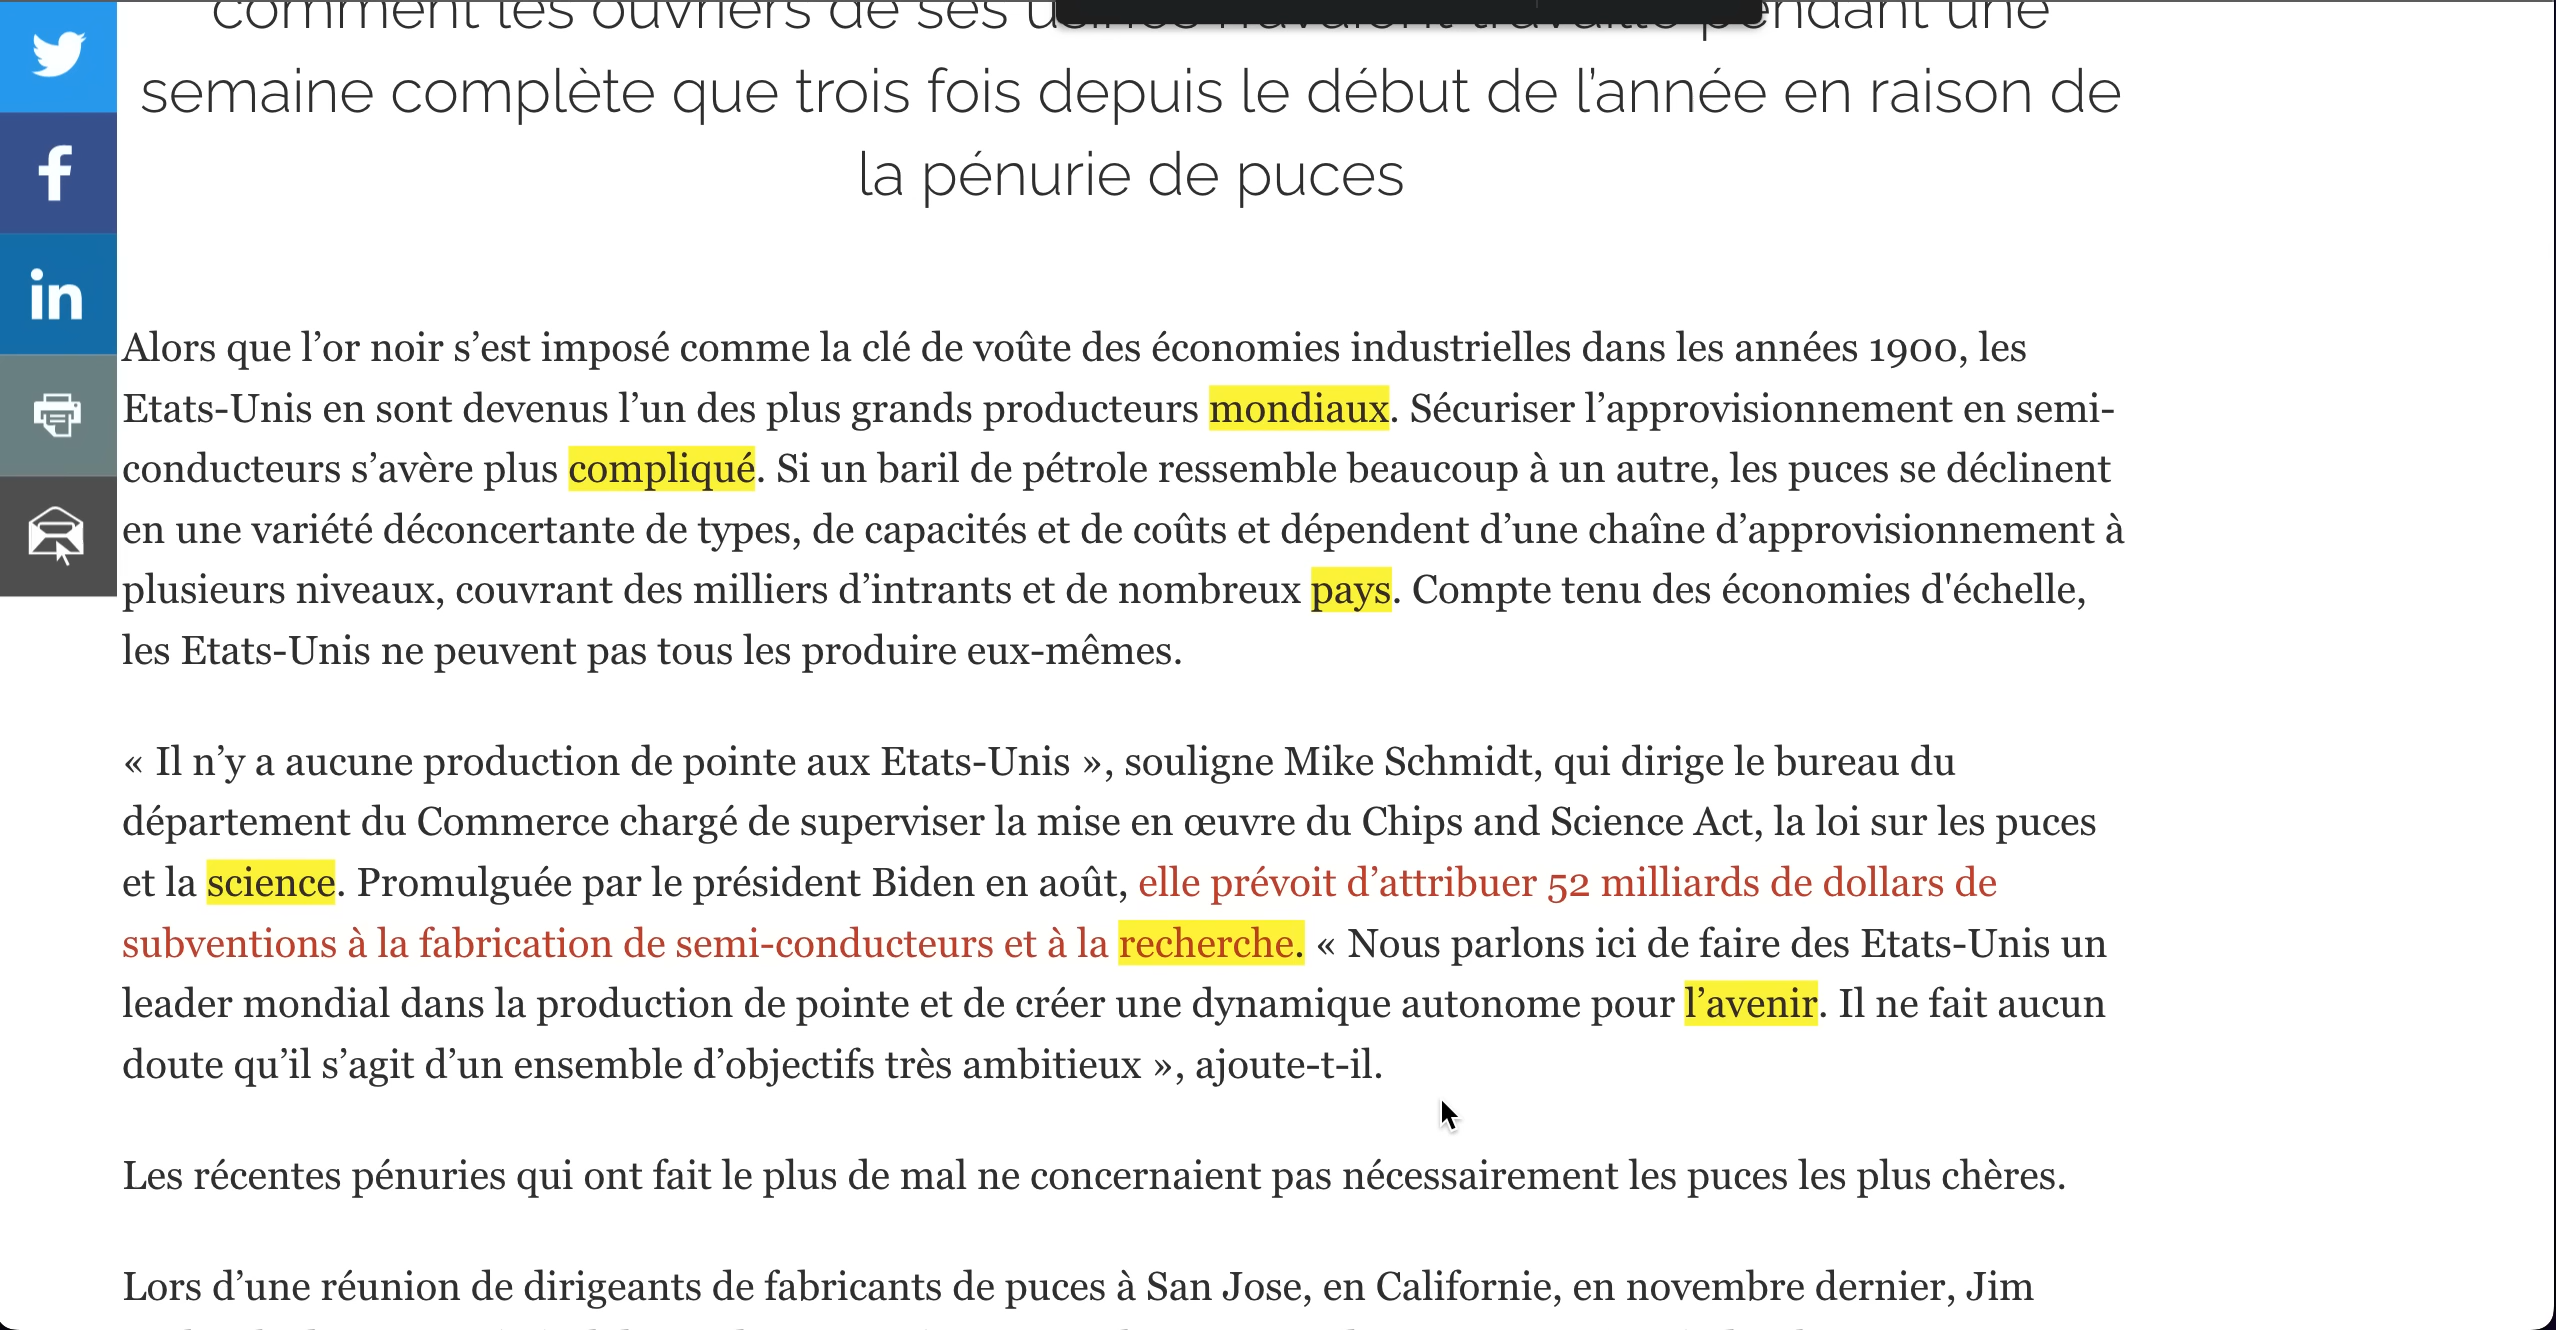 comment les ouvriers de ses usines n'avaient travaillé pendant une
semaine complète que trois fois depuis le début de l'année en raison de
la pénurie de puces
Alors que l’or noir s’est imposé comme la clé de voûte des économies industrielles dans les années 1900, les
Etats-Unis en sont devenus l’un des plus grands producteurs mondiaux. Sécuriser l’approvisionnement en semi-
conducteurs s’avère plus compliqué. Si un baril de pétrole ressemble beaucoup à un autre, les puces se déclinent
en une variété déconcertante de types, de capacités et de coûts et dépendent d’une chaîne d’approvisionnement à
plusieurs niveaux, couvrant des milliers d’intrants et de nombreux pays. Compte tenu des économies d'échelle,
les Etats-Unis ne peuvent pas tous les produire eux-mêmes.
« Il n’y a aucune production de pointe aux Etats-Unis », souligne Mike Schmidt, qui dirige le bureau du
département du Commerce chargé de superviser la mise en œuvre du Chips and Science Act, la loi sur les puces
et la science. Promulguée par le président Biden en août, elle prévoit d’attribuer 52 milliards de dollars de
subventions à la fabrication de semi-conducteurs et à la recherche. « Nous parlons ici de faire des Etats-Unis un
leader mondial dans la production de pointe et de créer une dynamique autonome pour l’avenir. Il ne fait aucun
doute qu’il s’agit d’un ensemble d’objectifs très ambitieux », ajoute-t-il.
Les récentes pénuries qui ont fait le plus de mal ne concernaient pas nécessairement les puces les plus chères.
Lors d’une réunion de dirigeants de fabricants de puces à San Jose, en Californie, en novembre dernier, Jim